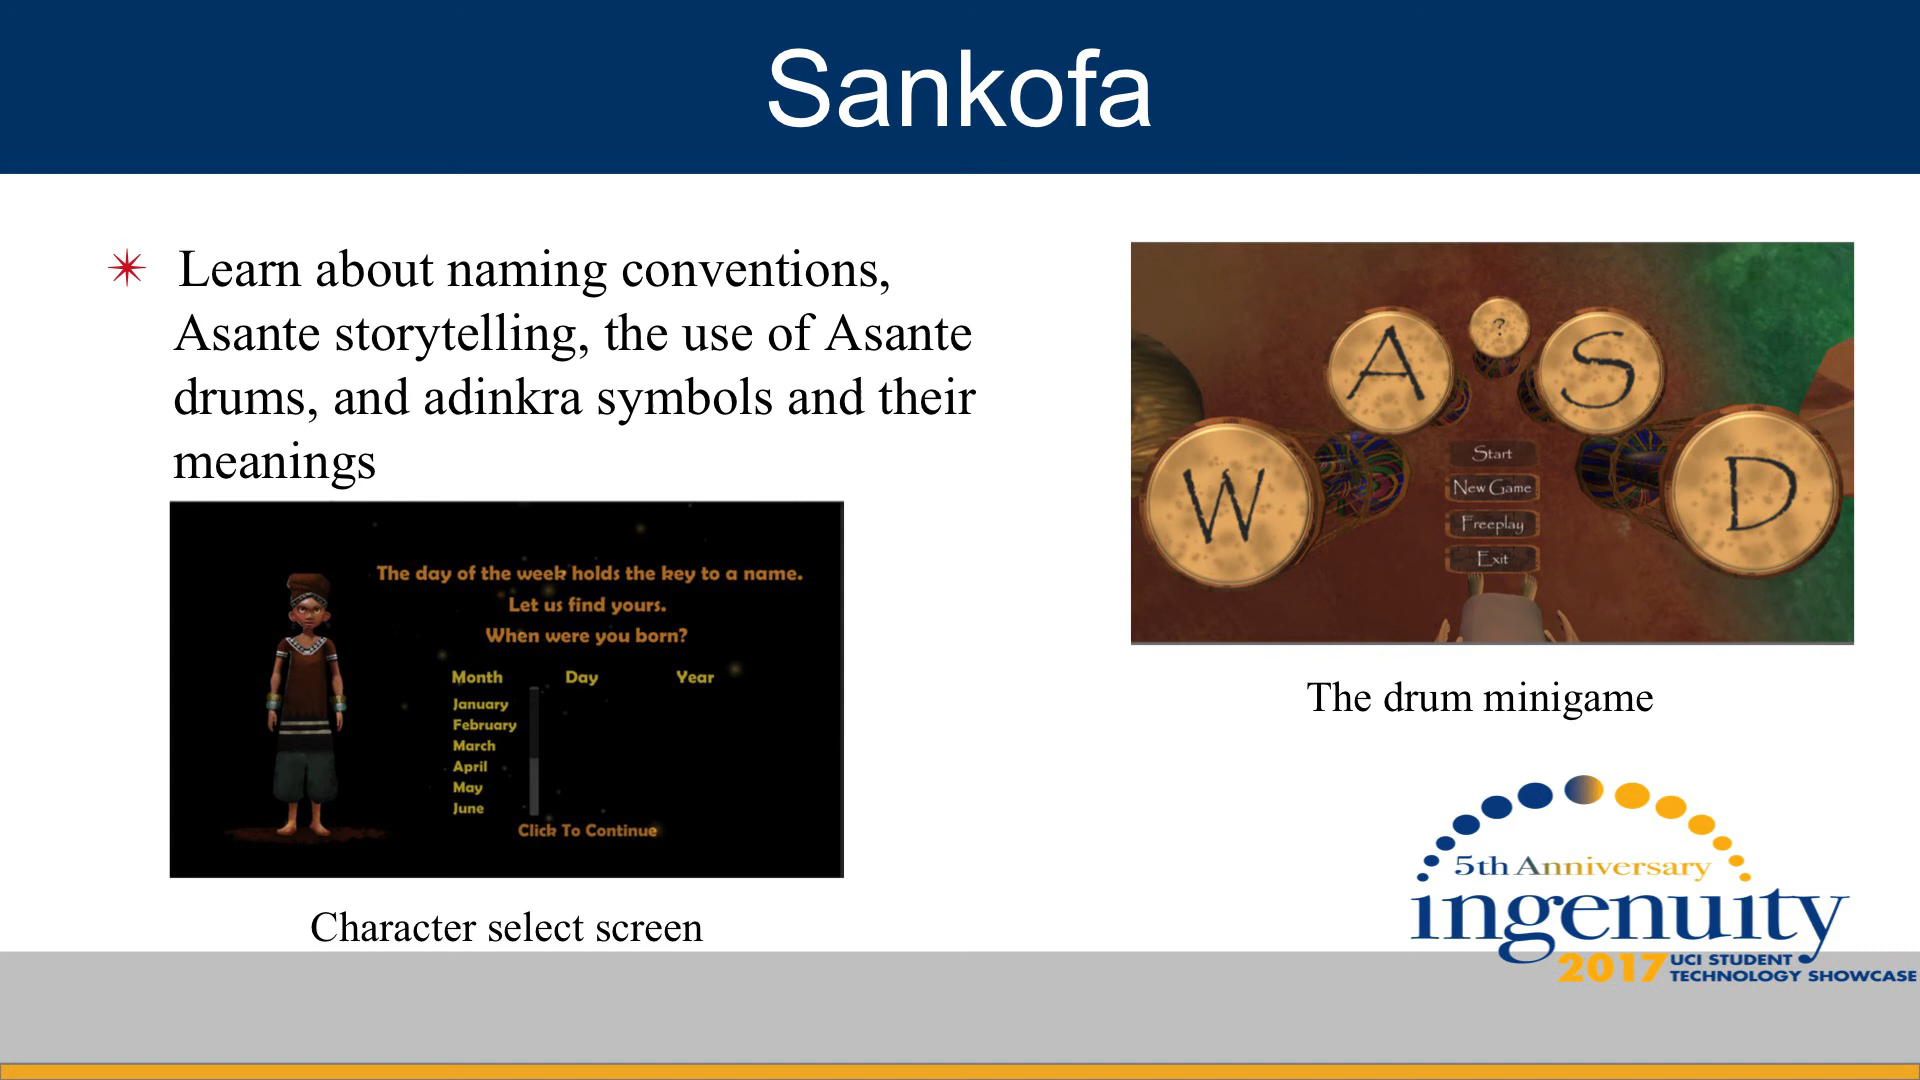 Sankofa
Learn about naming conventions,
Asante storytelling, the use of Asante
drums, and adinkra symbols and their
meanings
The day of the week holds the key to a name.
Let us find yours.
When were you born?
Month Day Year
January
February
March
April
May
June
Click To Continue
Character select screen
A ? S
W D
Start
New Game
Freeplay
Exit
The drum minigame
5th Anniversary
ingenuity
2017 UCI STUDENT
TECHNOLOGY SHOWCASE